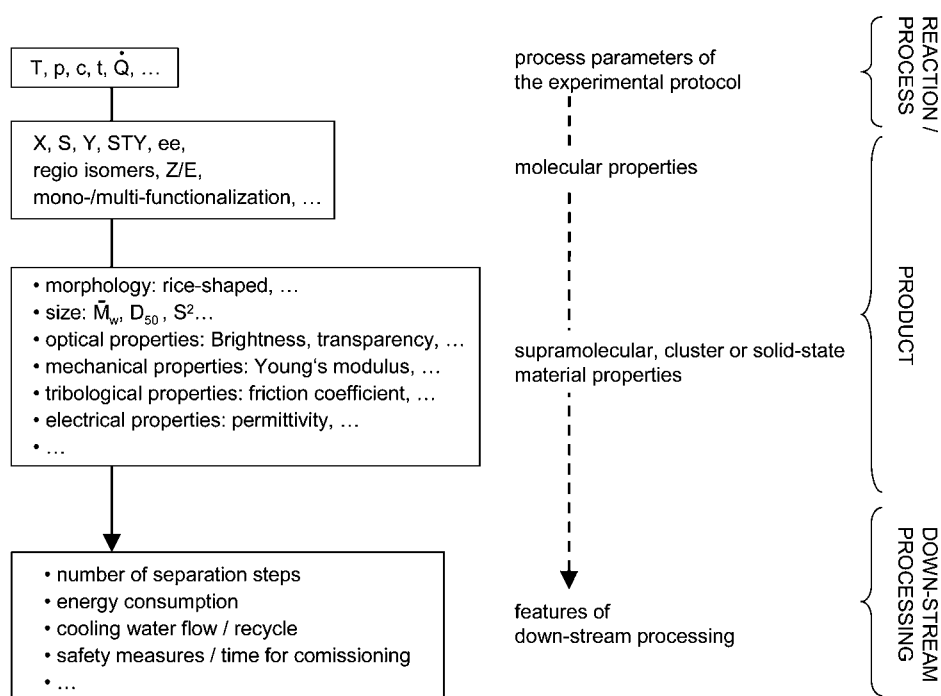 T, p, c, t, Q̇, …
process parameters of
the experimental protocol
REACTION /
PROCESS
X, S, Y, STY, ee,
regio isomers, Z/E,
mono-/multi-functionalization, …
molecular properties
• morphology: rice-shaped, …
• size: M̄w, D50 , S²…
• optical properties: Brightness, transparency, …
• mechanical properties: Young‘s modulus, …
• tribological properties: friction coefficient, …
• electrical properties: permittivity, …
• …
supramolecular, cluster or solid-state
material properties
PRODUCT
• number of separation steps
• energy consumption
• cooling water flow / recycle
• safety measures / time for comissioning
• …
features of
down-stream processing
DOWN-STREAM
PROCESSING